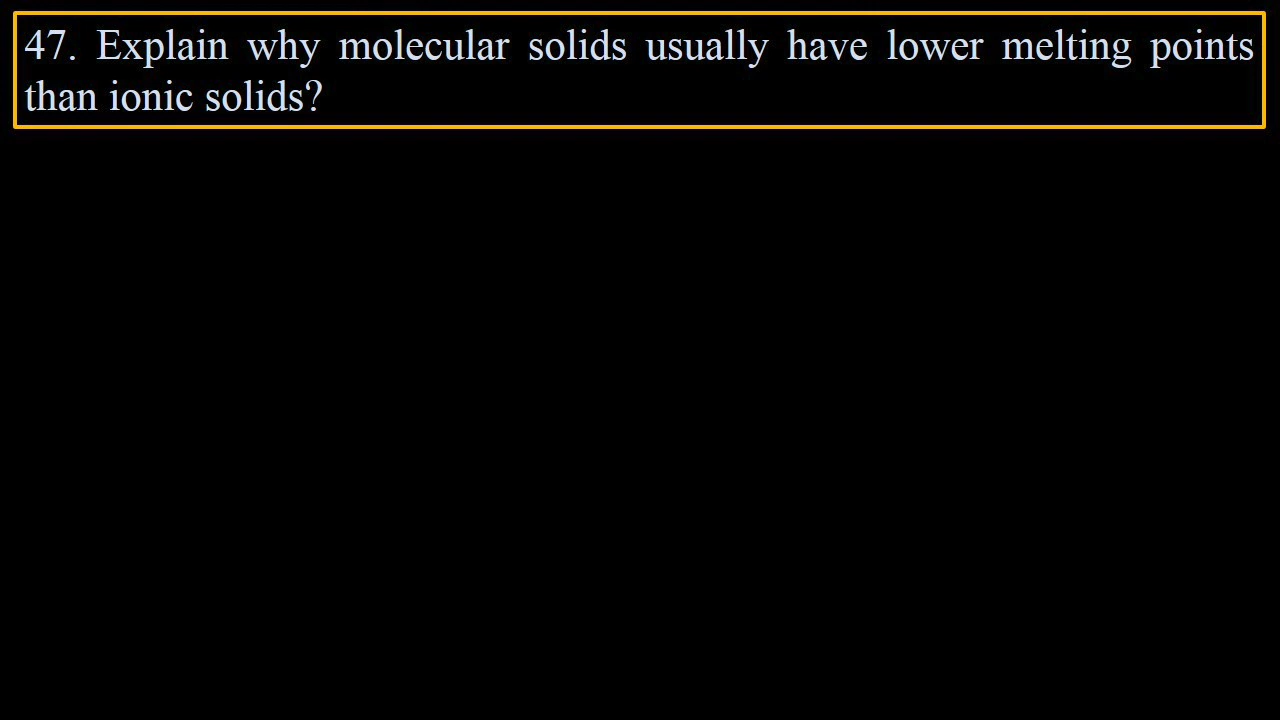 47. Explain why molecular solids usually have lower melting points
than ionic solids?